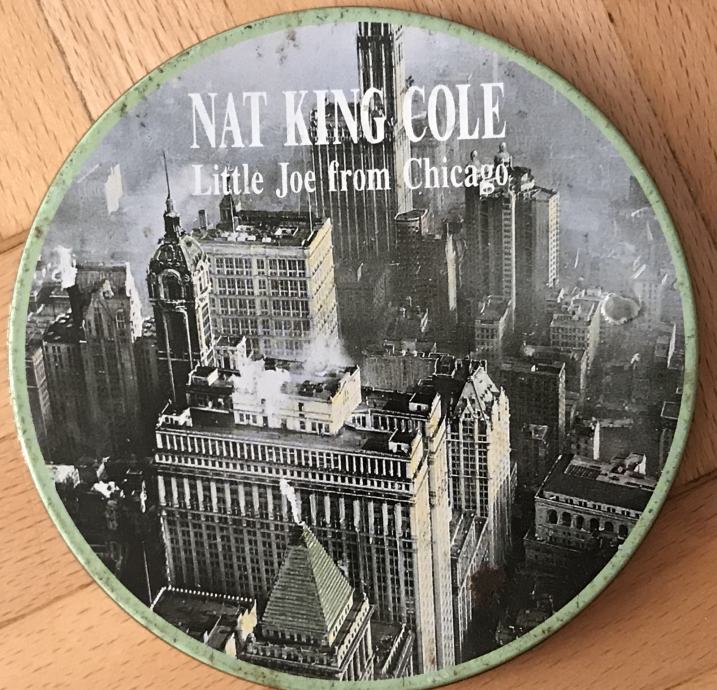 NAT KING COLE
Little Joe from Chicago